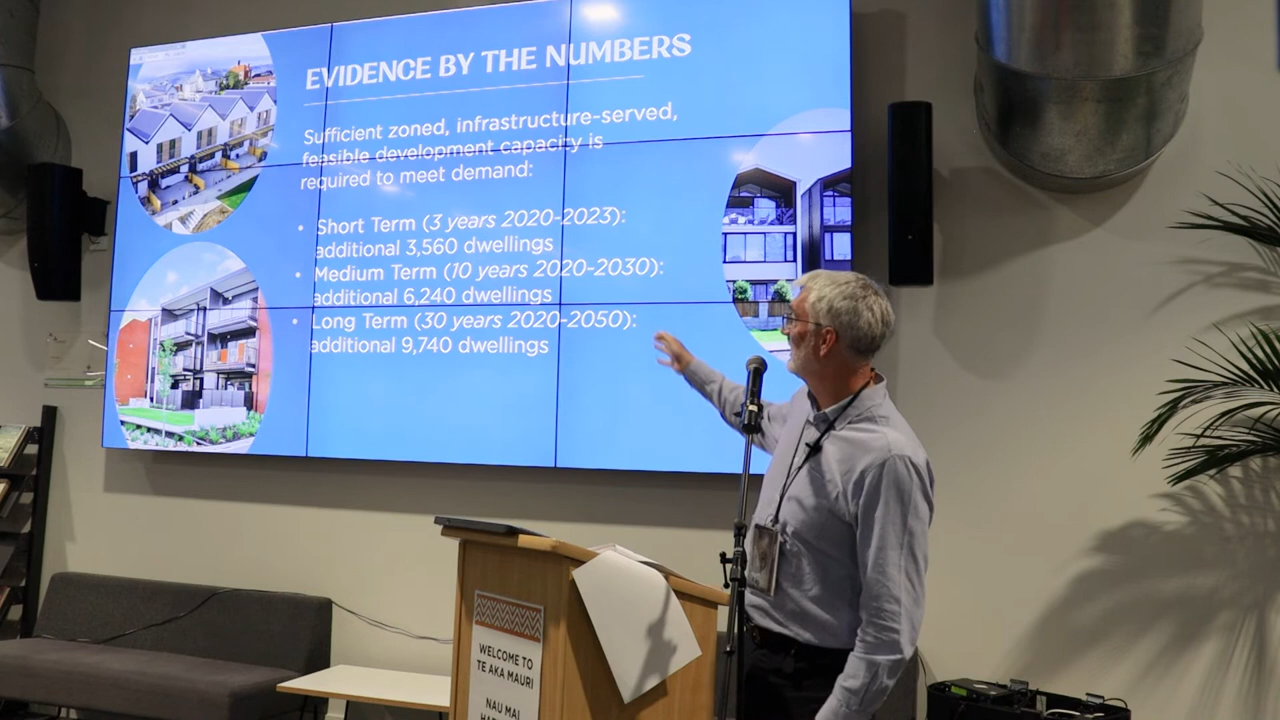 EVIDENCE BY THE NUMBERS
Sufficient zoned, infrastructure-served,
feasible development capacity is
required to meet demand:
• Short Term (3 years 2020-2023):
additional 3,560 dwellings
• Medium Term (10 years 2020-2030):
additional 6,240 dwellings
• Long Term (30 years 2020-2050):
additional 9,740 dwellings
WELCOME TO
TE AKA MAURI
NAU MAI